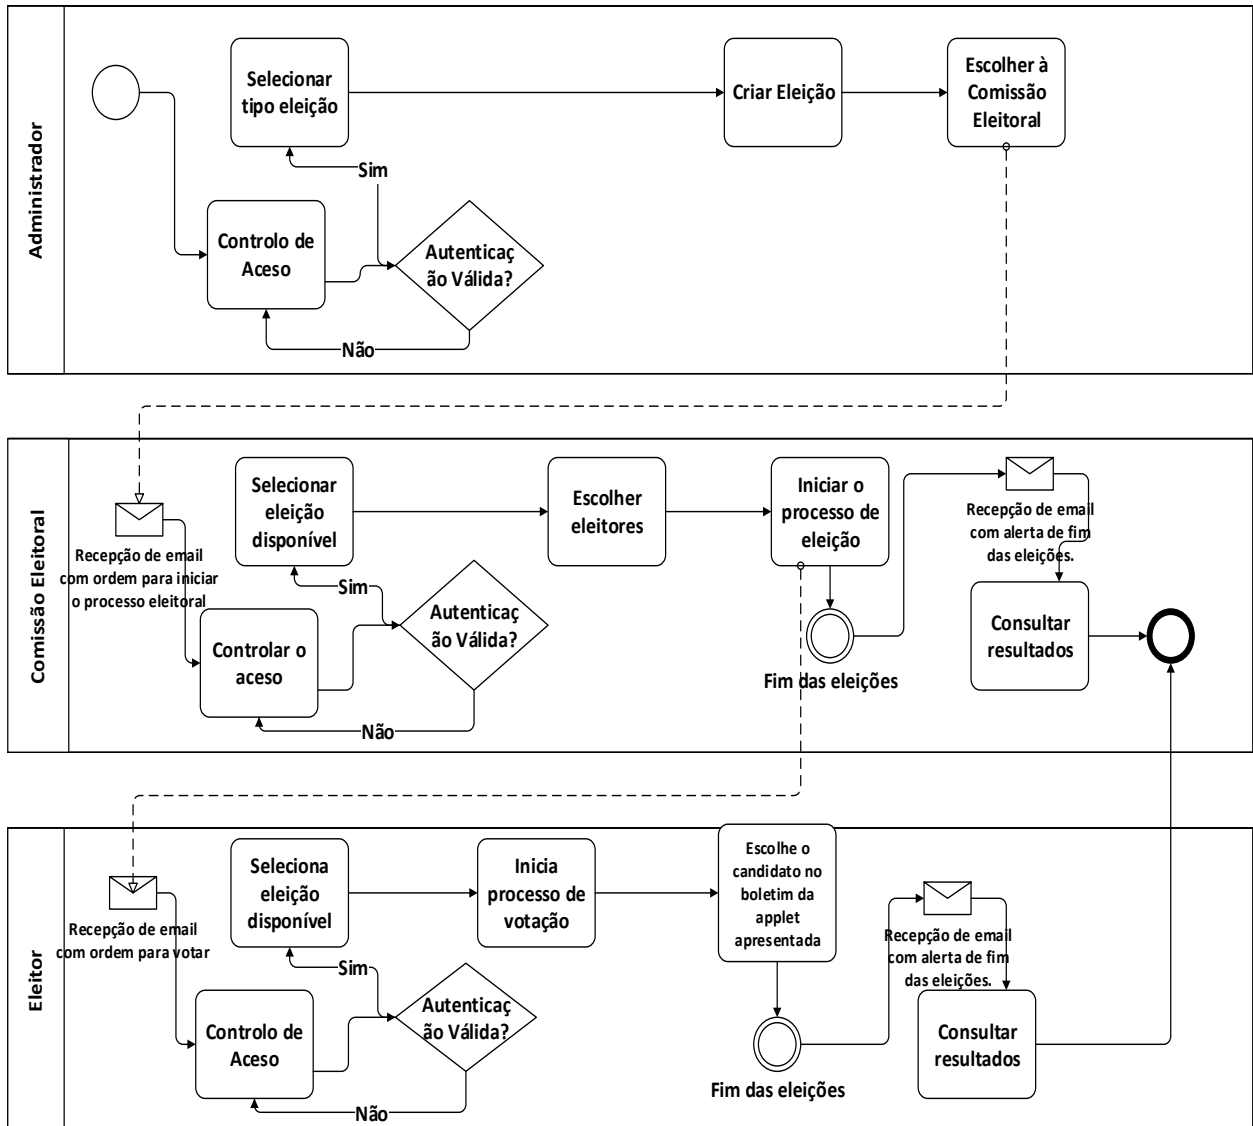 Administrador
Selecionar
tipo eleição
Criar Eleição
Escolher à
Comissão
Eleitoral
Sim
Controlo de
Aceso
Autenticaç
ão Válida?
Não
Comissão Eleitoral
Selecionar
eleição
disponível
Escolher
eleitores
Iniciar o
processo de
eleição
Recepção de email
com alerta de fim
das eleições.
Recepção de email
com ordem para iniciar
o processo eleitoral
Sim
Autenticaç
ão Válida?
Controlar o
aceso
Não
Fim das eleições
Consultar
resultados
Eleitor
Recepção de email
com ordem para votar
Seleciona
eleição
disponível
Inicia
processo de
votação
Escolhe o
candidato no
boletim da
applet
apresentada
Recepção de email
com alerta de fim
das eleições.
Sim
Controlo de
Aceso
Autenticaç
ão Válida?
Não
Fim das eleições
Consultar
resultados